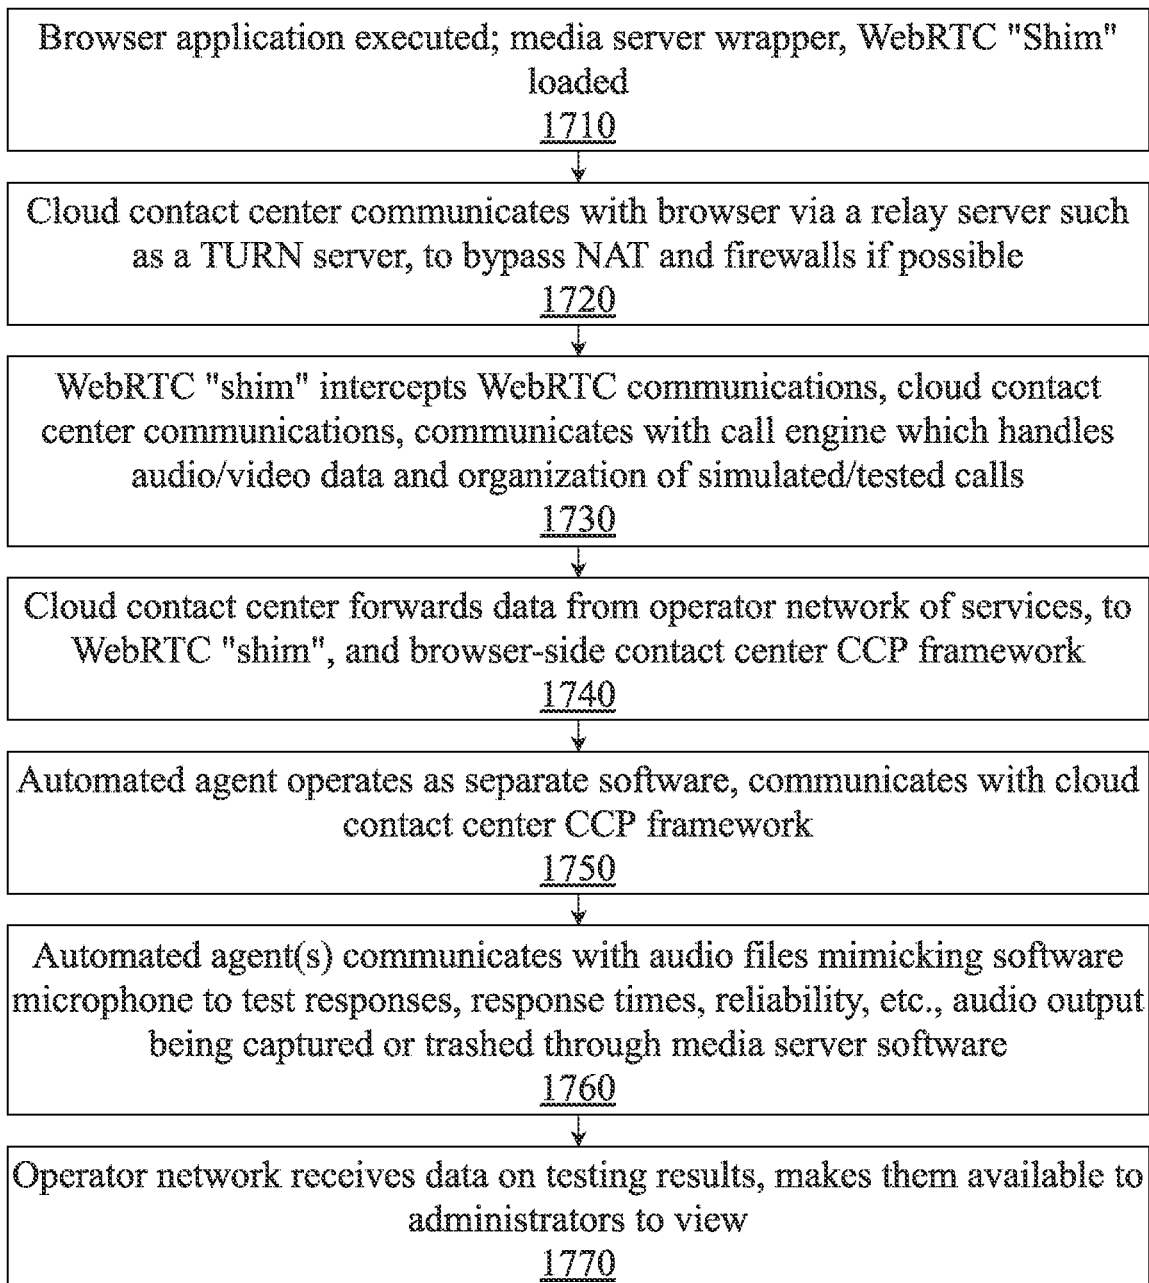 Browser application executed; media server wrapper, WebRTC "Shim"
loaded
1710
Cloud contact center communicates with browser via a relay server such
as a TURN server, to bypass NAT and firewalls if possible
1720
WebRTC "shim" intercepts WebRTC communications, cloud contact
center communications, communicates with call engine which handles
audio/video data and organization of simulated/tested calls
1730
Cloud contact center forwards data from operator network of services, to
WebRTC "shim", and browser-side contact center CCP framework
1740
Automated agent operates as separate software, communicates with cloud
contact center CCP framework
1750
Automated agent(s) communicates with audio files mimicking software
microphone to test responses, response times, reliability, etc., audio output
being captured or trashed through media server software
1760
Operator network receives data on testing results, makes them available to
administrators to view
1770